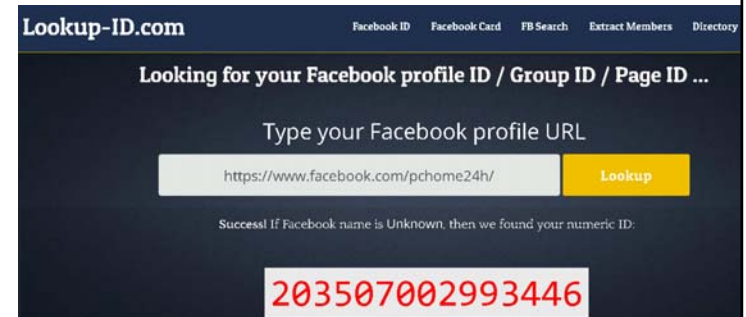 Lookup-ID.com
Facebook ID Facebook Card FB Search Extract Members Directory
Looking for your Facebook profile ID / Group ID / Page ID ...
Type your Facebook profile URL
https://www.facebook.com/pchome24h/ Lookup
Success! If Facebook name is Unknown, then we found your numeric ID:
203507002993446